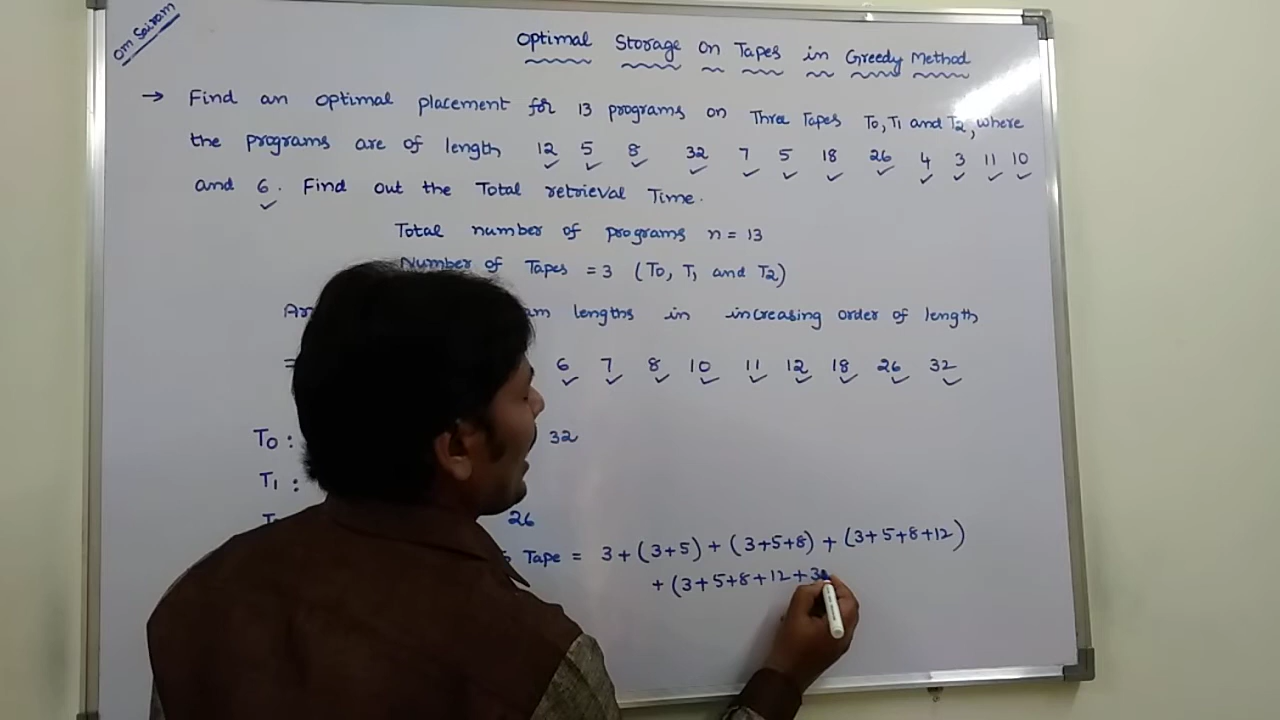 Om Sairam
Optimal Storage on Tapes in Greedy Method
→ Find an optimal placement for 13 programs on Three Tapes T0, T1 and T2, where
the programs are of length 12 5 8 32 7 5 18 26 4 3 11 10
and 6. Find out the Total retrieval Time.
Total number of programs n = 13
Number of Tapes = 3 (T0, T1 and T2)
lengths in increasing order of length
= 6 7 8 10 11 12 18 26 32
T0 : 32
T1 :
26
Tape = 3 + (3+5) + (3+5+8) + (3+5+8+12)
+ (3+5+8+12+3